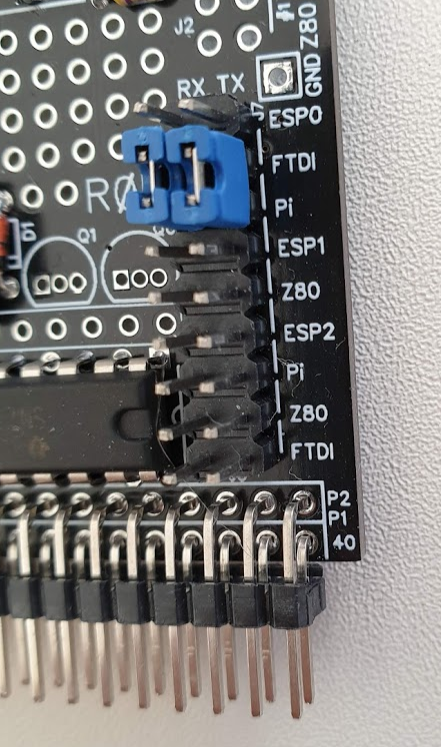 J2
Z80
GND
RX TX
J7
ESP0
FTDI
Pi
ESP1
Z80
ESP2
Pi
Z80
FTDI
D1
Q1
P2
P1
40